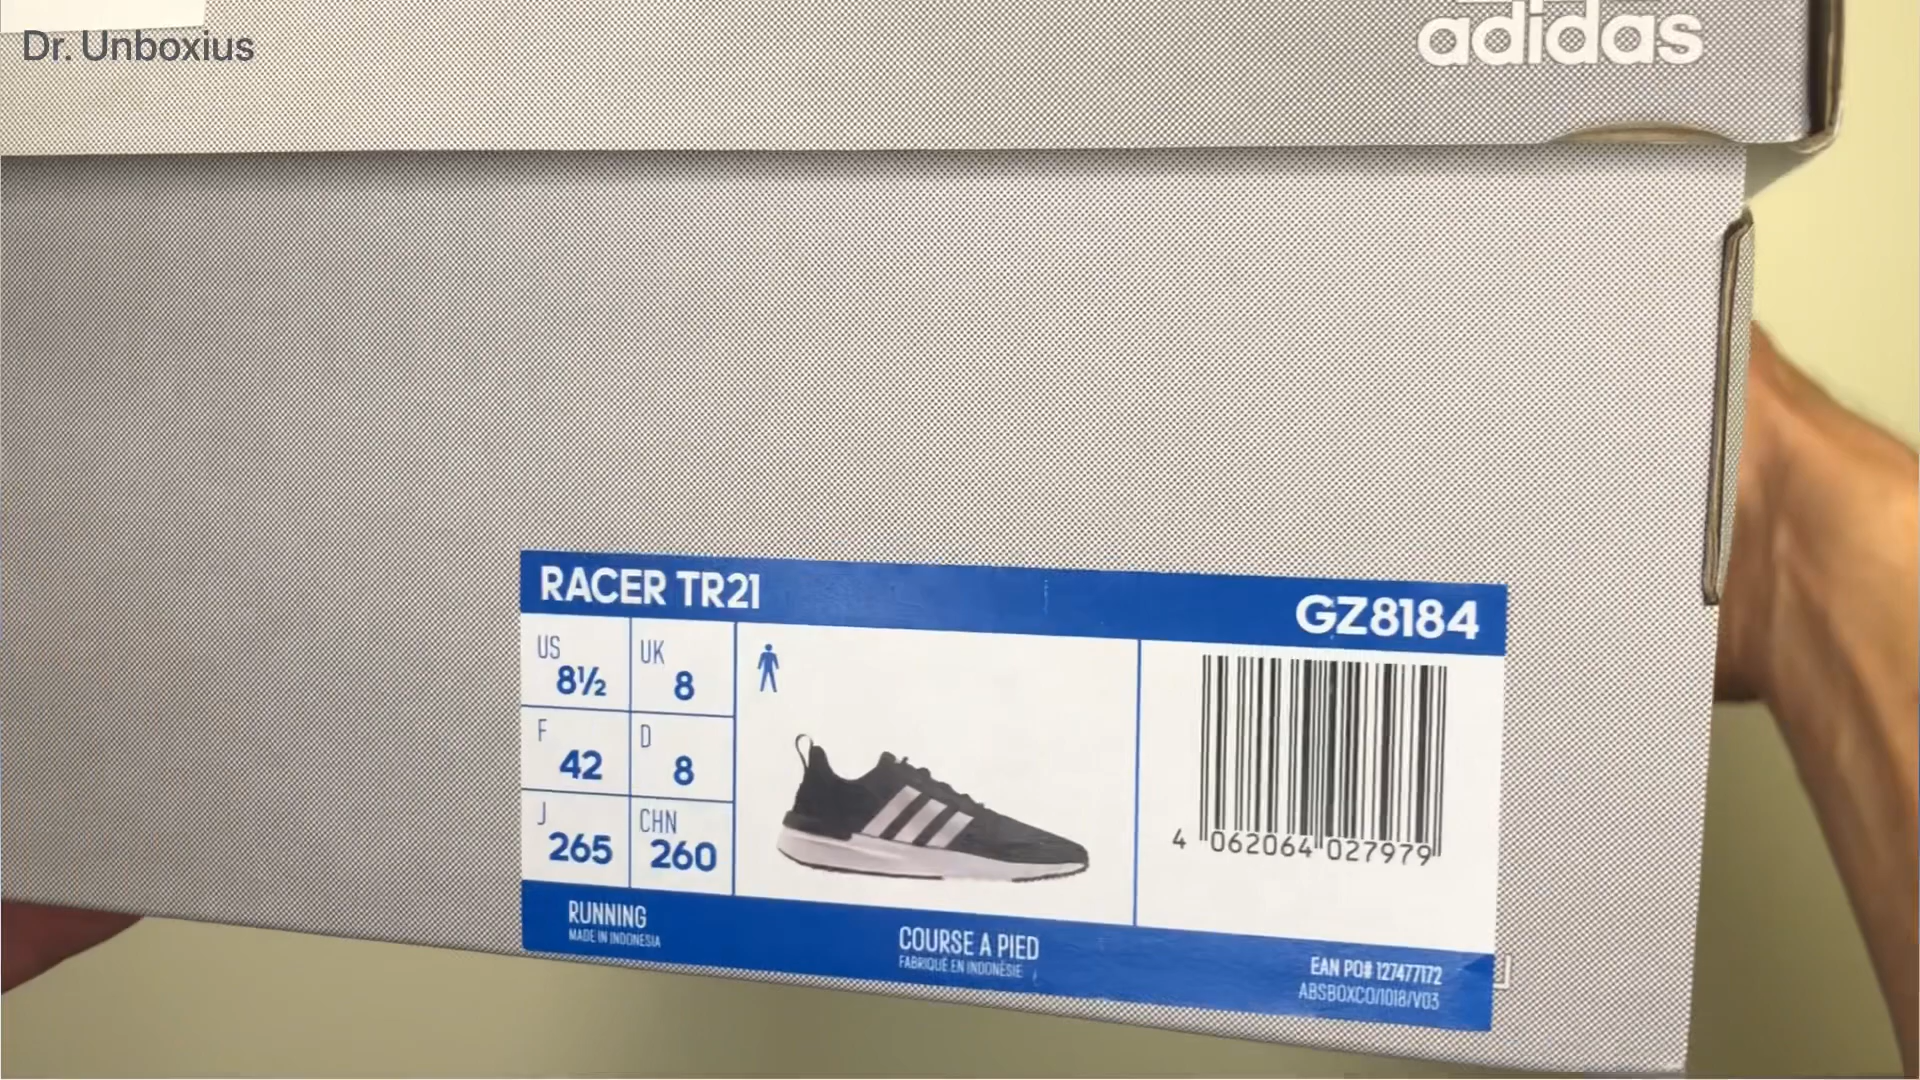 Dr. Unboxius
adidas
RACER TR21
GZ8184
US
8½
UK
8
F
42
D
8
J
265
CHN
260
4 062064 027979
RUNNING
MADE IN INDONESIA
COURSE A PIED
FABRIQUÉ EN INDONÉSIE
EAN PO# 127477172
ABSBOXCO/1018/V03